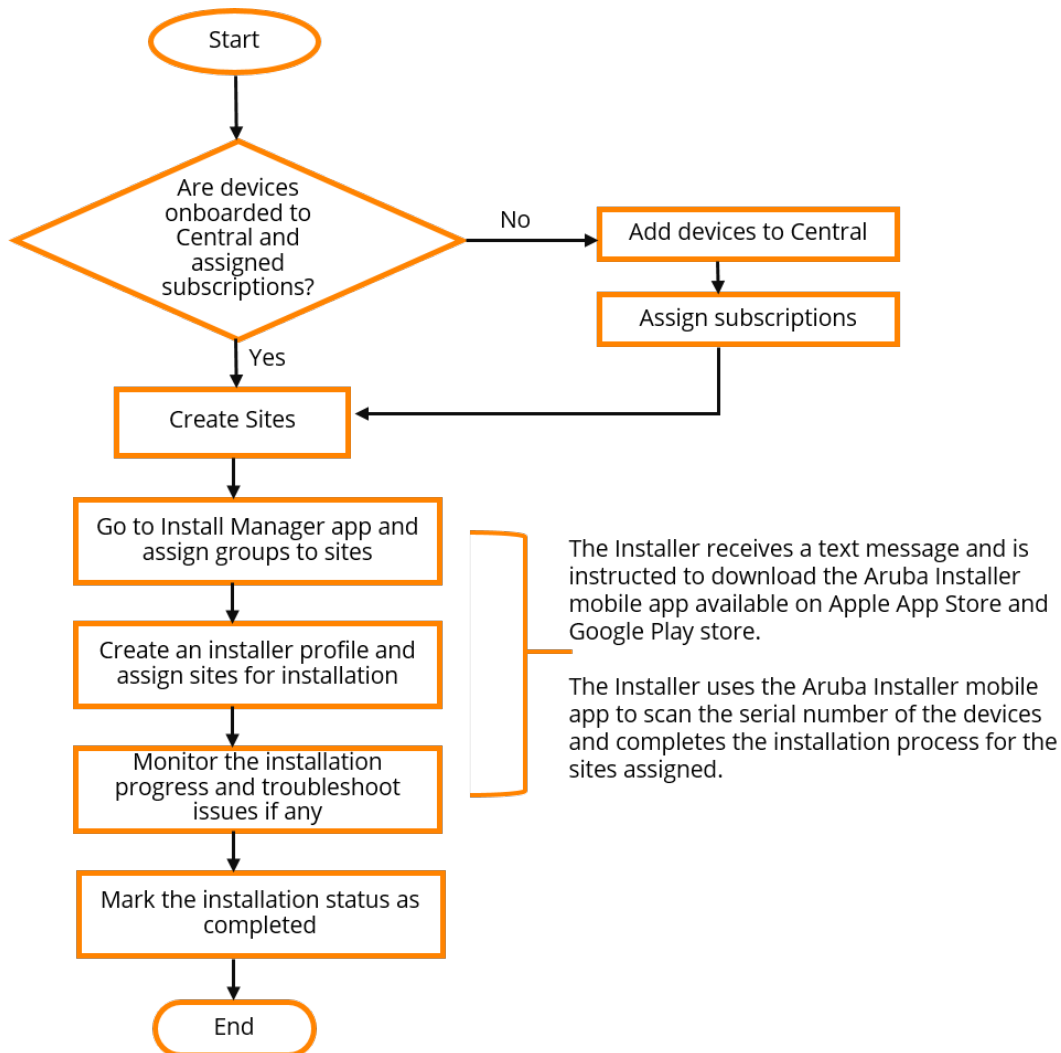 Start
Are devices
onboarded to
Central and
assigned
subscriptions?
No
Add devices to Central
Assign subscriptions
Yes
Create Sites
Go to Install Manager app and
assign groups to sites
Create an installer profile and
assign sites for installation
Monitor the installation
progress and troubleshoot
issues if any
The Installer receives a text message and is
instructed to download the Aruba Installer
mobile app available on Apple App Store and
Google Play store.
The Installer uses the Aruba Installer mobile
app to scan the serial number of the devices
and completes the installation process for the
sites assigned.
Mark the installation status as
completed
End